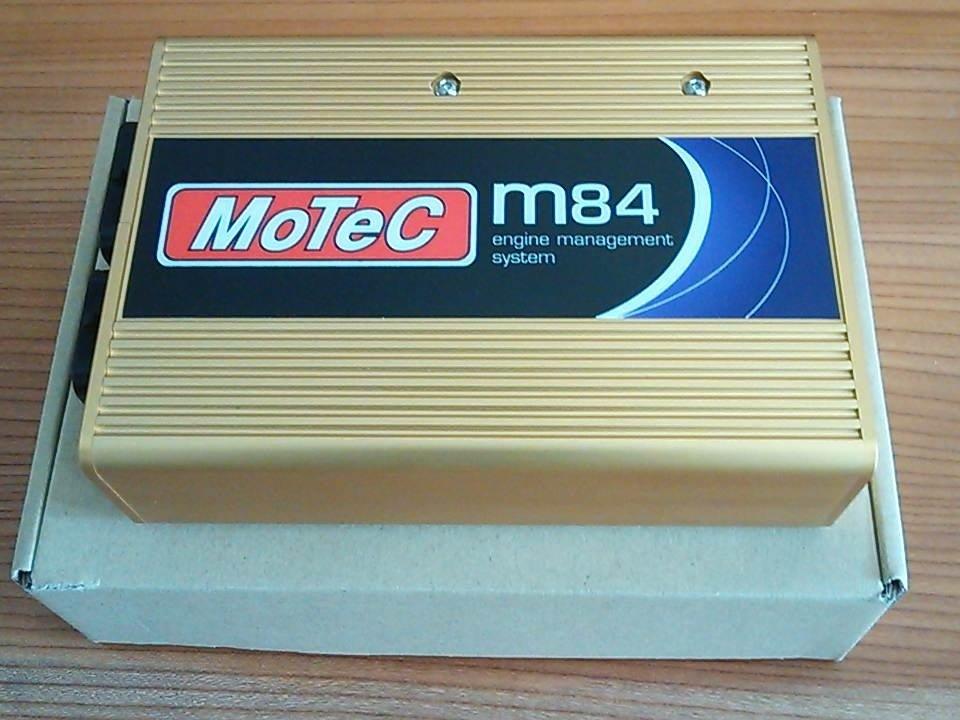 MoTeC
m84
engine management
system